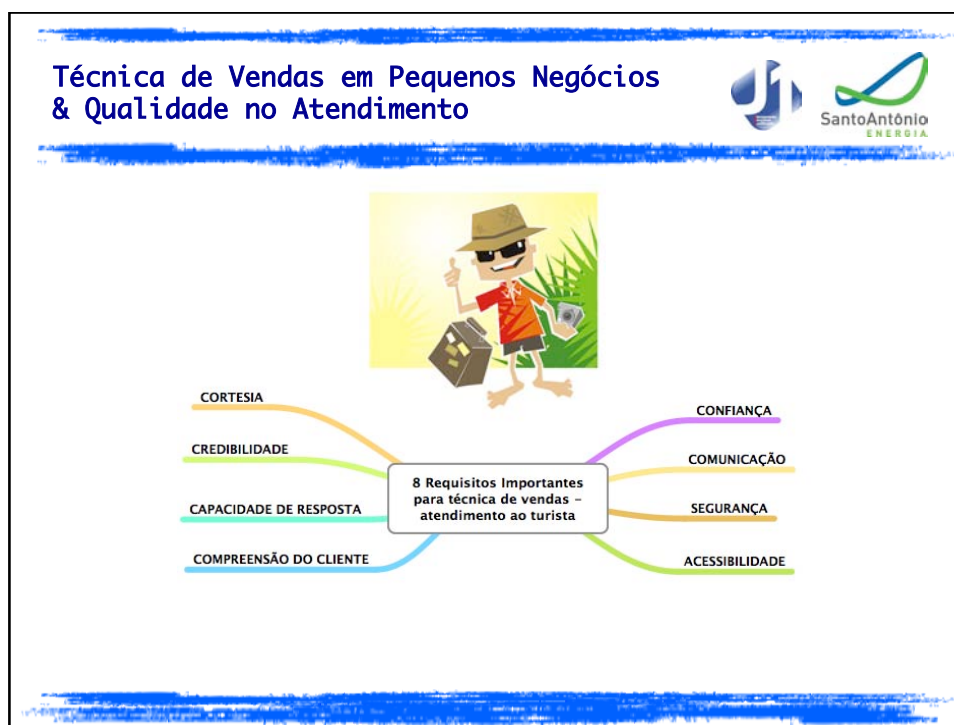 Técnica de Vendas em Pequenos Negócios
& Qualidade no Atendimento
SantoAntônio
ENERGIA
CORTESIA
CREDIBILIDADE
CAPACIDADE DE RESPOSTA
COMPREENSÃO DO CLIENTE
8 Requisitos Importantes
para técnica de vendas -
atendimento ao turista
CONFIANÇA
COMUNICAÇÃO
SEGURANÇA
ACESSIBILIDADE